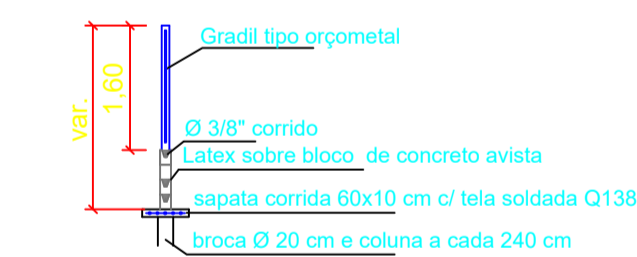 Gradil tipo orçometal
1,60
var.
Ø 3/8" corrido
Latex sobre bloco de concreto avista
sapata corrida 60x10 cm c/ tela soldada Q138
broca Ø 20 cm e coluna a cada 240 cm